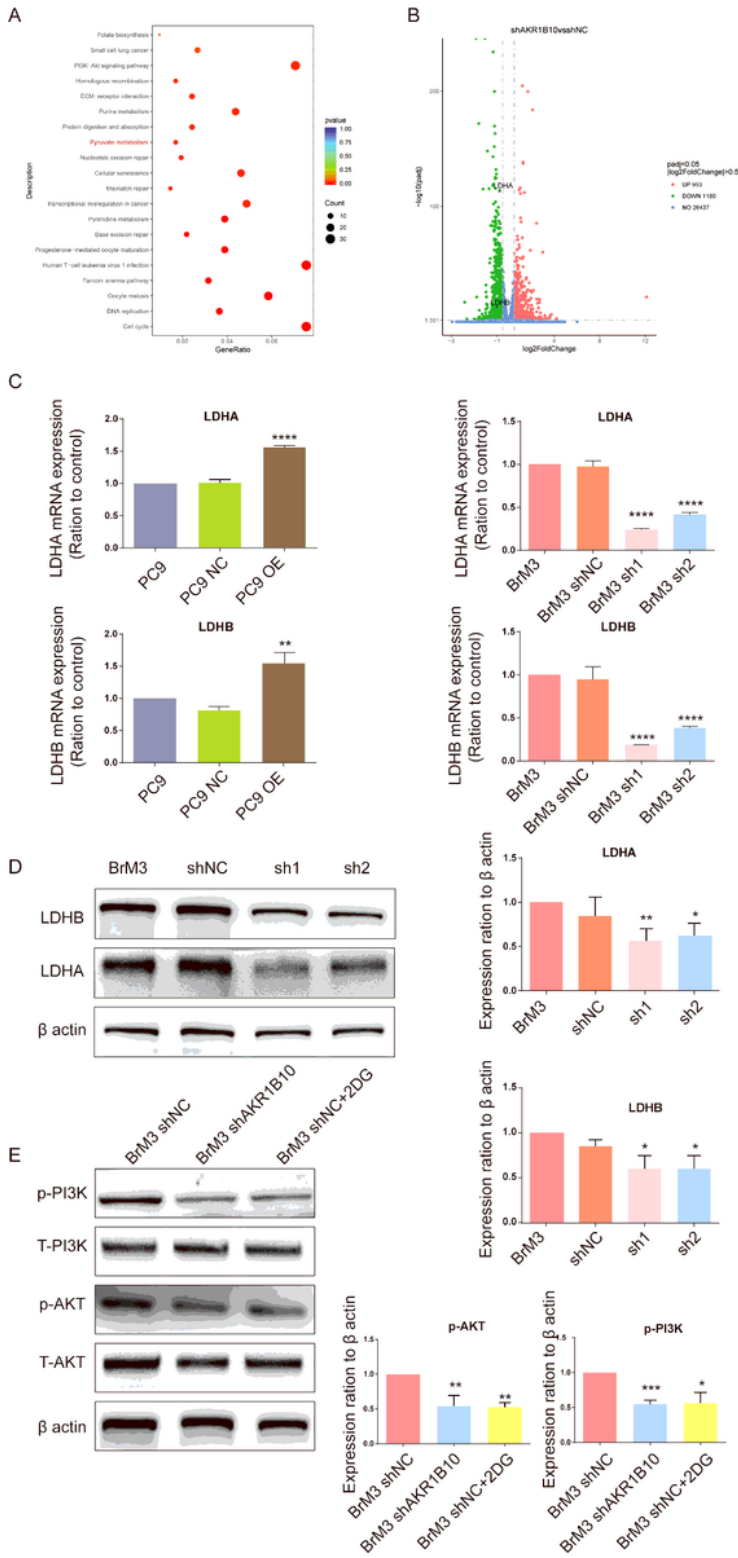 A
Folate biosynthesis
Small cell lung cancer
PI3K-Akt signaling pathway
Homologous recombination
ECM-receptor interaction
Purine metabolism
Protein digestion and absorption
Pyruvate metabolism
Nucleotide excision repair
Cellular senescence
Mismatch repair
Transcriptional misregulation in cancer
Pyrimidine metabolism
Base excision repair
Progesterone-mediated oocyte maturation
Human T-cell leukemia virus 1 infection
Fanconi anemia pathway
Oocyte meiosis
DNA replication
Cell cycle
Description
0.02
0.04
0.06
GeneRatio
pvalue
1.00
0.75
0.50
0.25
0.00
Count
10
20
30
B
shAKR1B10vsshNC
-log10(padj)
200
100
1.301
LDHA
LDHB
0
4
8
12
log2FoldChange
padj<0.05
|log2FoldChange|>0.5
UP 953
DOWN 1180
NO 26437
C
LDHA
LDHA mRNA expression
(Ration to control)
2.0
1.5
1.0
0.5
0.0
****
PC9
PC9 NC
PC9 OE
LDHA
LDHA mRNA expression
(Ration to control)
1.5
1.0
0.5
0.0
****
****
BrM3
BrM3 shNC
BrM3 sh1
BrM3 sh2
LDHB
LDHB mRNA expression
(Ration to control)
2.0
1.5
1.0
0.5
0.0
**
PC9
PC9 NC
PC9 OE
LDHB
LDHB mRNA expression
(Ration to control)
1.5
1.0
0.5
0.0
****
****
BrM3
BrM3 shNC
BrM3 sh1
BrM3 sh2
D
BrM3 shNC sh1 sh2
LDHB
LDHA
β actin
LDHA
Expression ration to β actin
1.5
1.0
0.5
0.0
**
*
BrM3
shNC
sh1
sh2
LDHB
Expression ration to β actin
1.5
1.0
0.5
0.0
*
*
BrM3
shNC
sh1
sh2
E
BrM3 shNC
BrM3 shAKR1B10
BrM3 shNC+2DG
p-PI3K
T-PI3K
p-AKT
T-AKT
β actin
p-AKT
Expression ration to β actin
1.5
1.0
0.5
0.0
**
**
BrM3 shNC
BrM3 shAKR1B10
BrM3 shNC+2DG
p-PI3K
Expression ration to β actin
1.5
1.0
0.5
0.0
***
*
BrM3 shNC
BrM3 shAKR1B10
BrM3 shNC+2DG